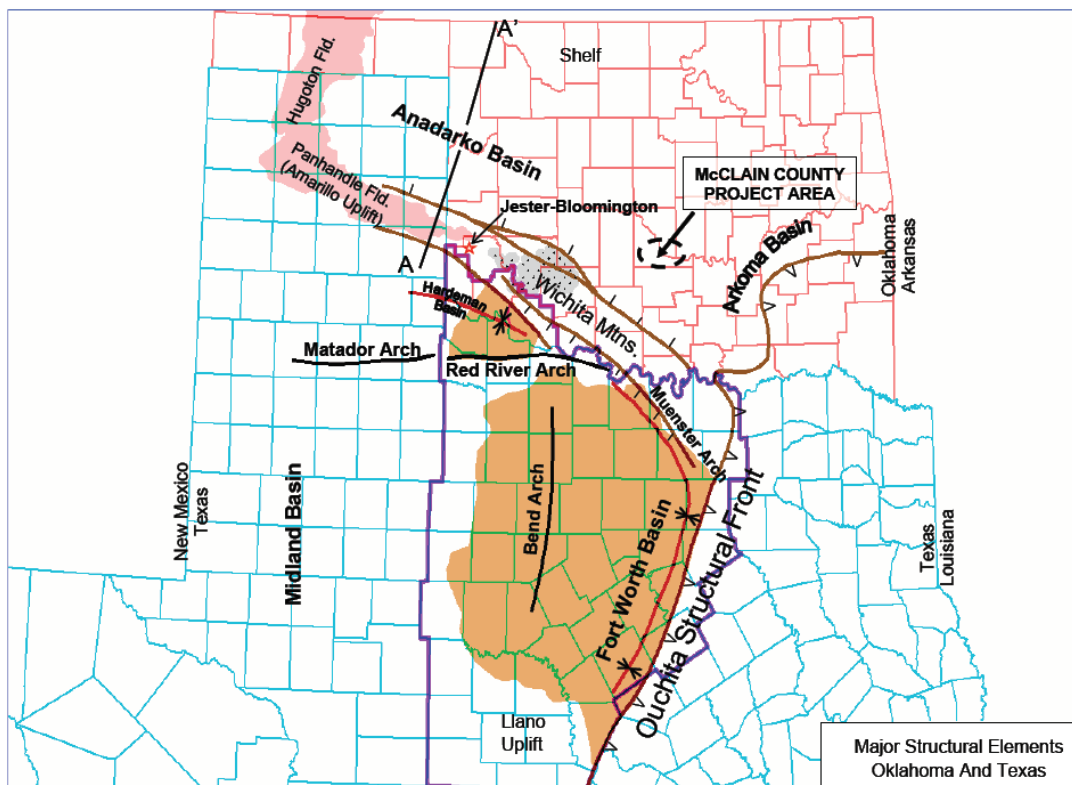 A'
Shelf
Hugoton Fld.
Anadarko Basin
Panhandle Fld.
(Amarillo Uplift)
McCLAIN COUNTY
PROJECT AREA
Jester-Bloomington
Arkoma Basin
Oklahoma
Arkansas
A
Wichita Mtns.
Hardeman
Basin
Matador Arch
Red River Arch
Muenster Arch
Bend Arch
New Mexico
Texas
Midland Basin
Fort Worth Basin
Ouchita Structural Front
Texas
Louisiana
Llano
Uplift
Major Structural Elements
Oklahoma And Texas